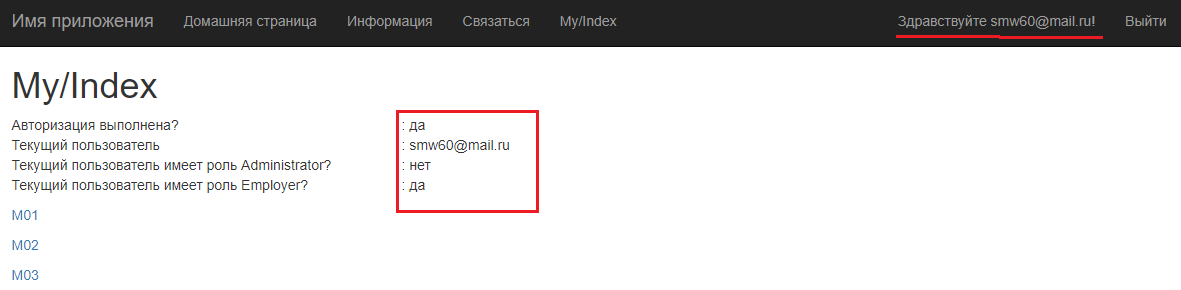 Имя приложения Домашняя страница Информация Связаться My/Index Здравствуйте smw60@mail.ru! Выйти
My/Index
Авторизация выполнена? : да
Текущий пользователь : smw60@mail.ru
Текущий пользователь имеет роль Administrator? : нет
Текущий пользователь имеет роль Employer? : да
M01
M02
M03